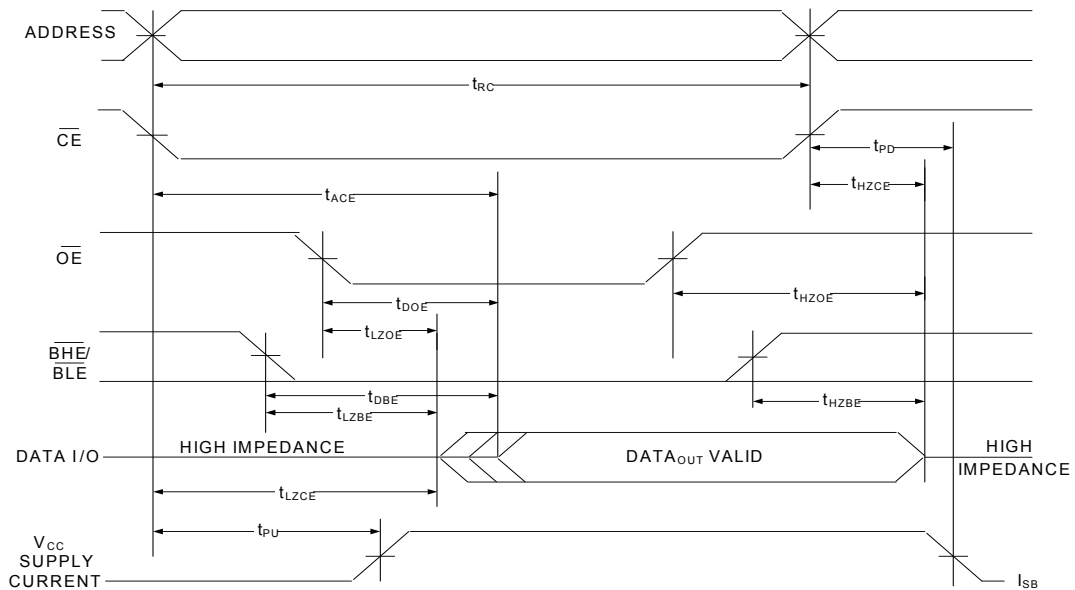 ADDRESS
tRC
CE
tPD
tHZCE
tACE
OE
tHZOE
tDOE
tLZOE
BHE/
BLE
tDBE
tHZBE
tLZBE
HIGH IMPEDANCE
DATA I/O
DATAOUT VALID
HIGH
IMPEDANCE
tLZCE
tPU
VCC
SUPPLY
CURRENT
ISB